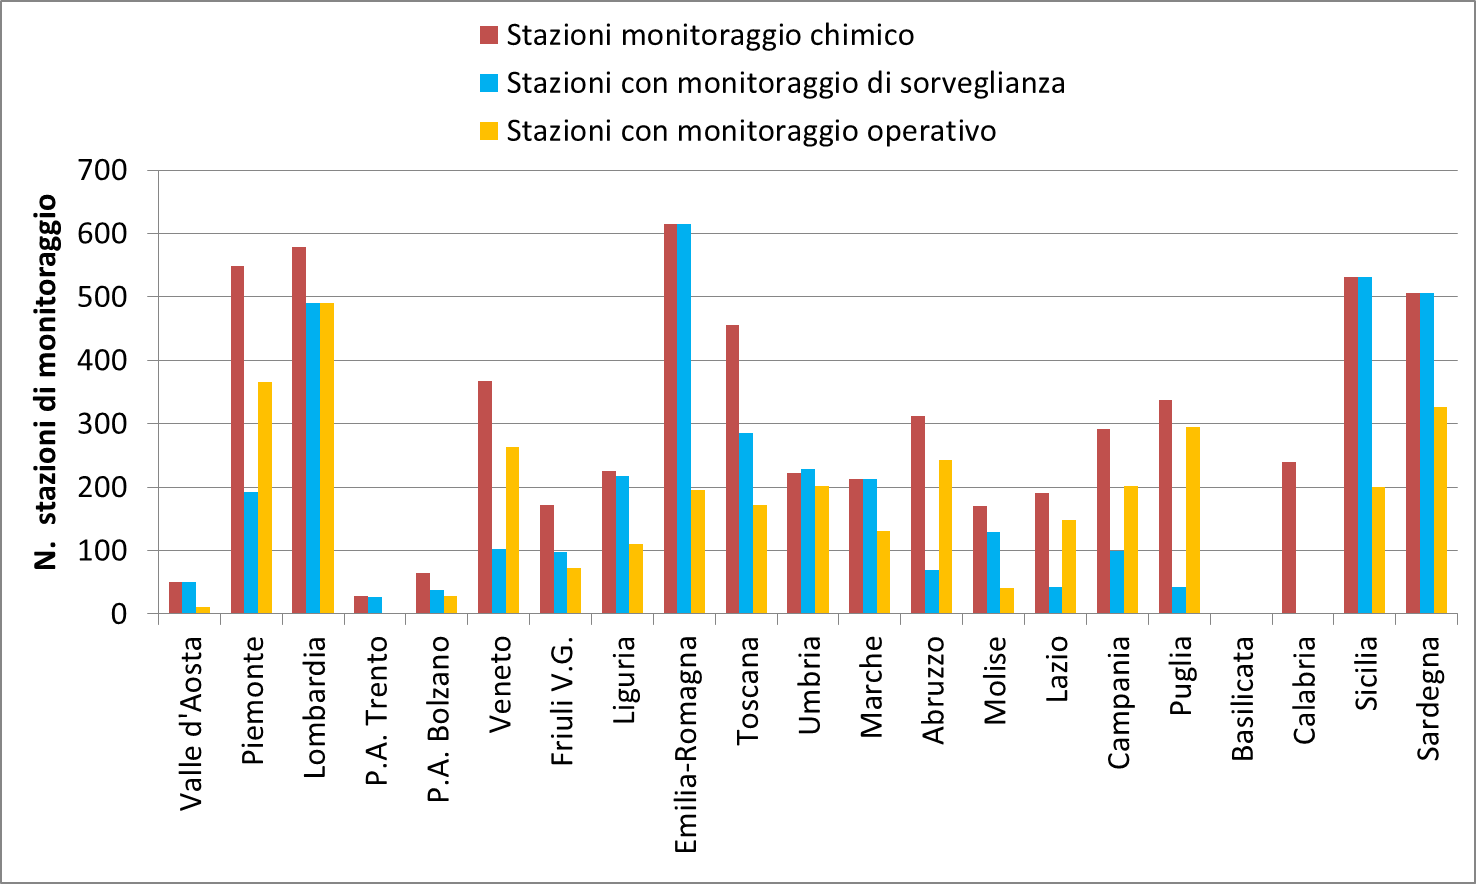 Stazioni monitoraggio chimico
Stazioni con monitoraggio di sorveglianza
Stazioni con monitoraggio operativo
N. stazioni di monitoraggio
700
600
500
400
300
200
100
0
Valle d'Aosta
Piemonte
Lombardia
P.A. Trento
P.A. Bolzano
Veneto
Friuli V.G.
Liguria
Emilia-Romagna
Toscana
Umbria
Marche
Abruzzo
Molise
Lazio
Campania
Puglia
Basilicata
Calabria
Sicilia
Sardegna